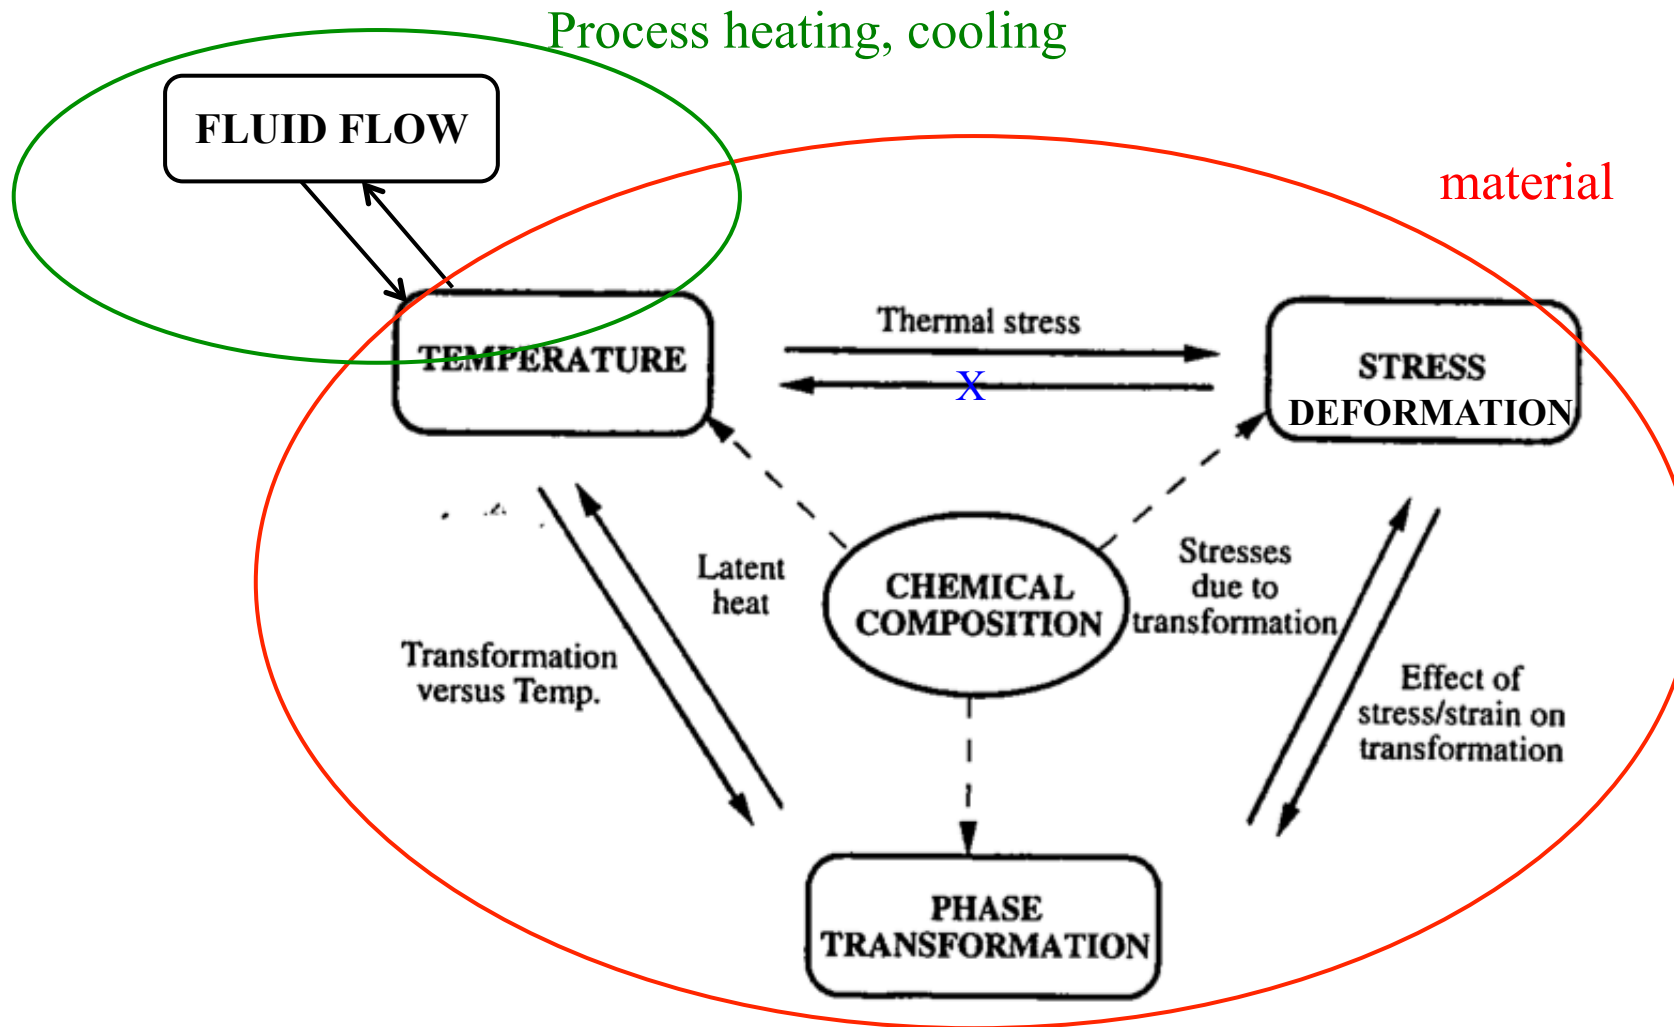 Process heating, cooling
FLUID FLOW
material
Thermal stress
TEMPERATURE
X
STRESS
DEFORMATION
Latent
heat
CHEMICAL
COMPOSITION
Stresses
due to
transformation
Transformation
versus Temp.
Effect of
stress/strain on
transformation
PHASE
TRANSFORMATION